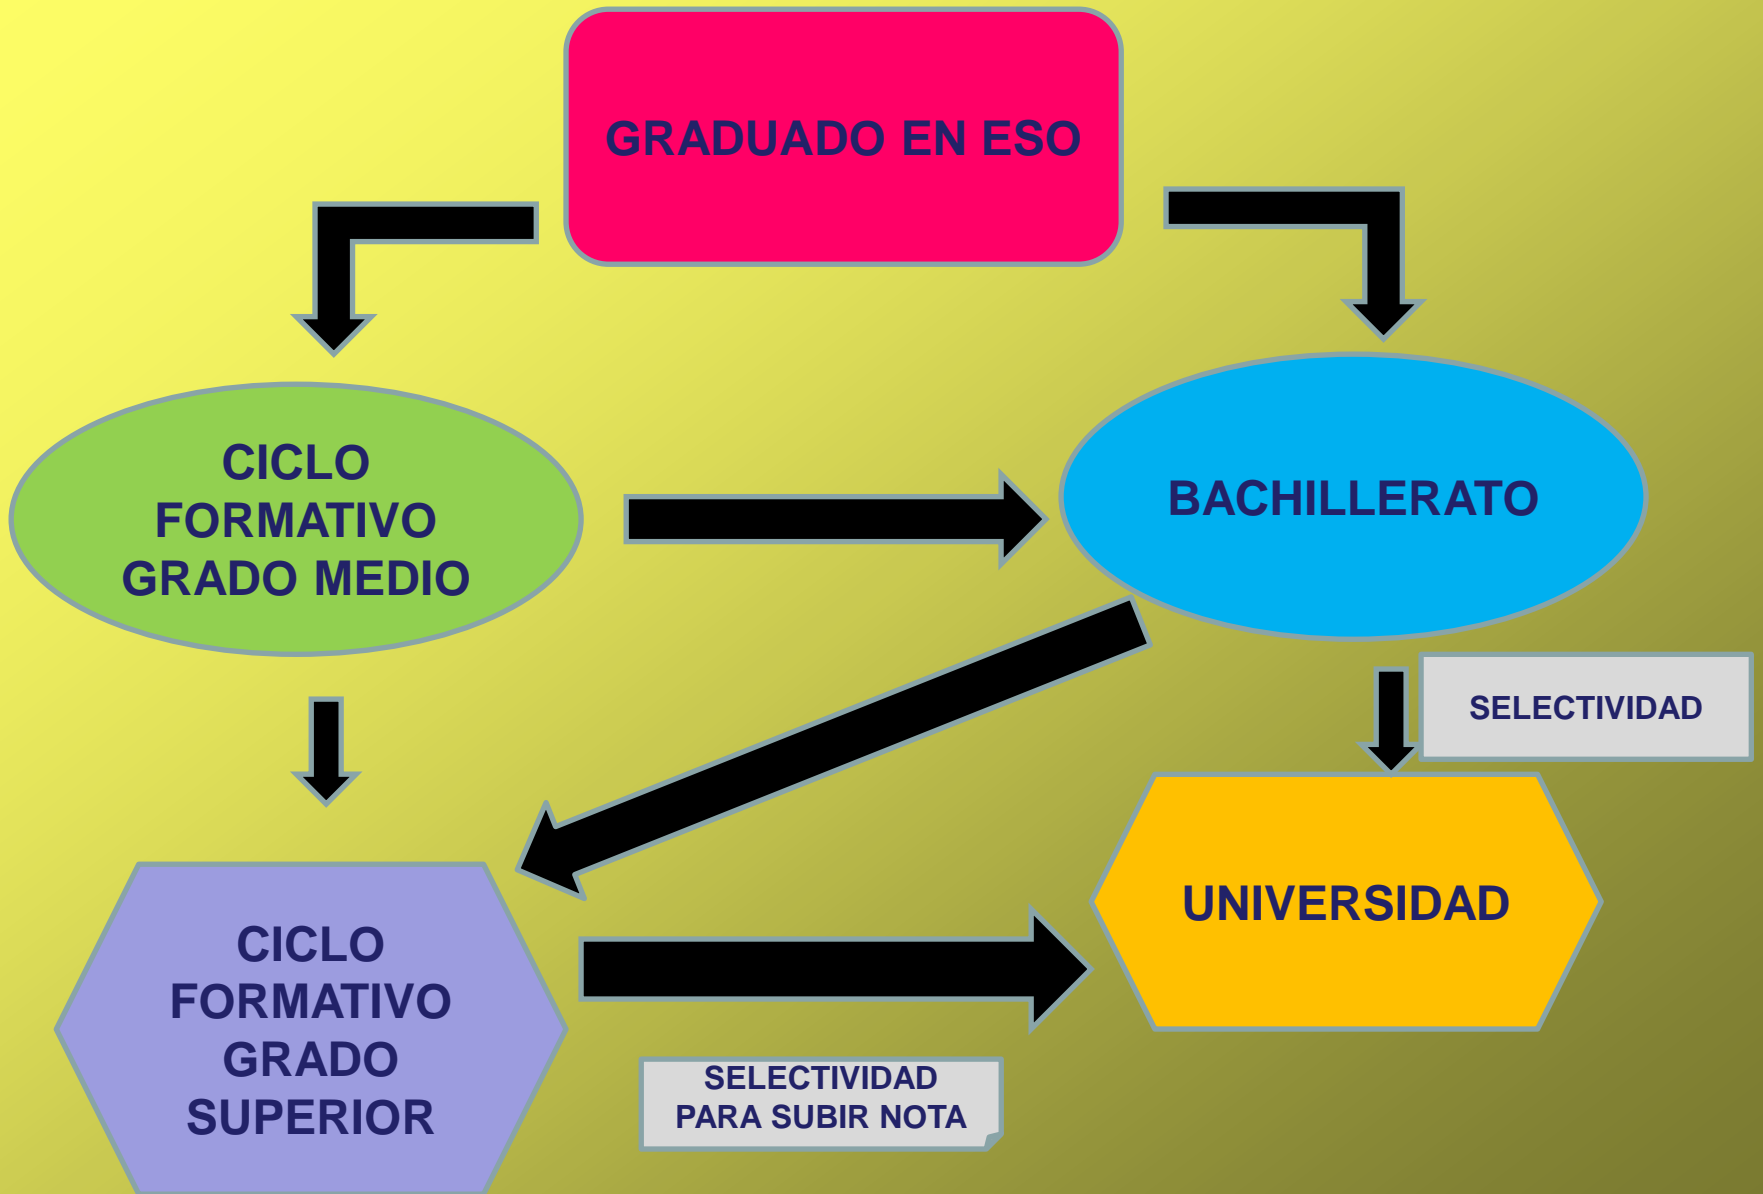 GRADUADO EN ESO
CICLO
FORMATIVO
GRADO MEDIO
BACHILLERATO
SELECTIVIDAD
UNIVERSIDAD
CICLO
FORMATIVO
GRADO
SUPERIOR
SELECTIVIDAD
PARA SUBIR NOTA